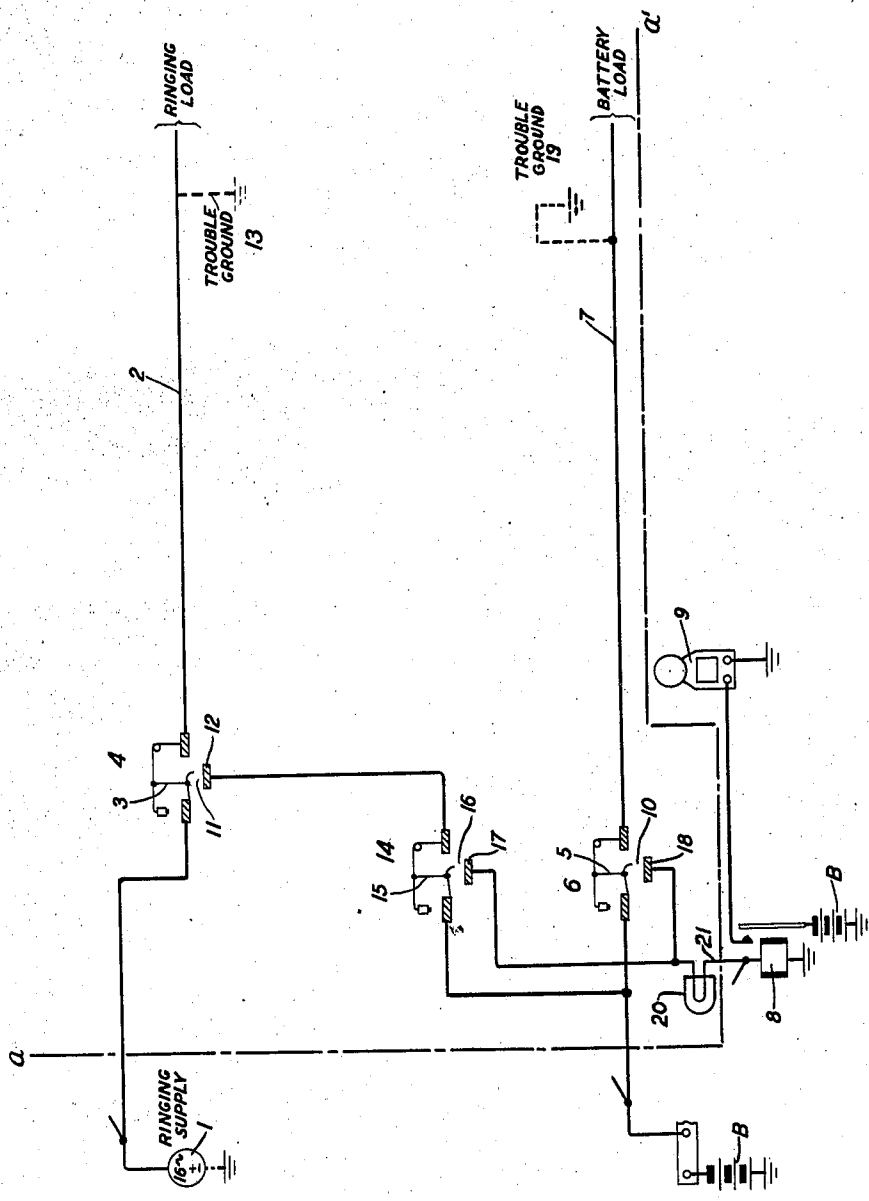 a
RINGING
SUPPLY
1
16~
±
3
4
11
12
2
RINGING
LOAD
TROUBLE
GROUND
13
14
15
16
17
TROUBLE
GROUND
19
BATTERY
LOAD
a'
7
5
6
10
18
9
20
21
8
B
B